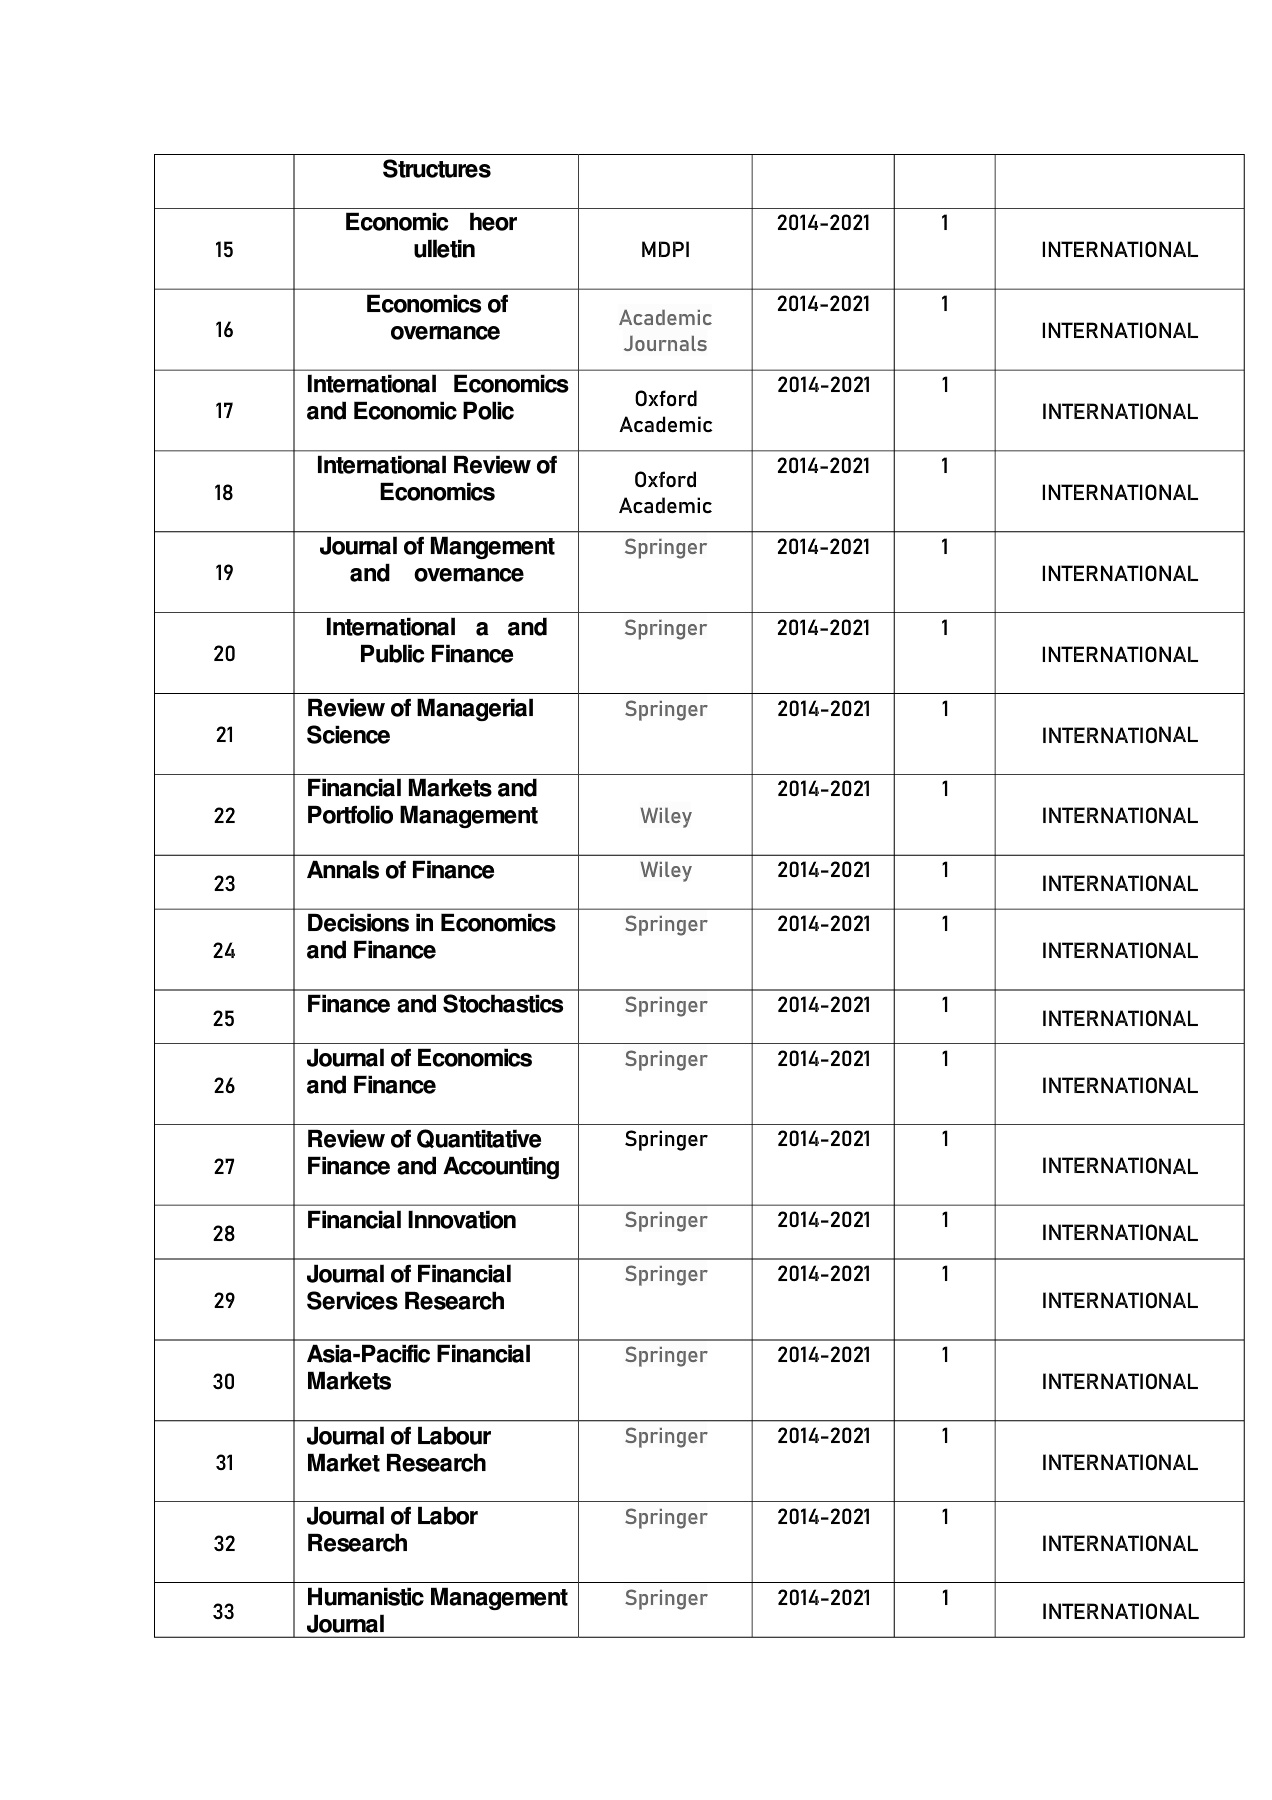 Structures
15 Economic heor ulletin MDPI 2014-2021 1 INTERNATIONAL
16 Economics of overnance Academic Journals 2014-2021 1 INTERNATIONAL
17 International Economics and Economic Polic Oxford Academic 2014-2021 1 INTERNATIONAL
18 International Review of Economics Oxford Academic 2014-2021 1 INTERNATIONAL
19 Journal of Mangement and overnance Springer 2014-2021 1 INTERNATIONAL
20 International a and Public Finance Springer 2014-2021 1 INTERNATIONAL
21 Review of Managerial Science Springer 2014-2021 1 INTERNATIONAL
22 Financial Markets and Portfolio Management Wiley 2014-2021 1 INTERNATIONAL
23 Annals of Finance Wiley 2014-2021 1 INTERNATIONAL
24 Decisions in Economics and Finance Springer 2014-2021 1 INTERNATIONAL
25 Finance and Stochastics Springer 2014-2021 1 INTERNATIONAL
26 Journal of Economics and Finance Springer 2014-2021 1 INTERNATIONAL
27 Review of Quantitative Finance and Accounting Springer 2014-2021 1 INTERNATIONAL
28 Financial Innovation Springer 2014-2021 1 INTERNATIONAL
29 Journal of Financial Services Research Springer 2014-2021 1 INTERNATIONAL
30 Asia-Pacific Financial Markets Springer 2014-2021 1 INTERNATIONAL
31 Journal of Labour Market Research Springer 2014-2021 1 INTERNATIONAL
32 Journal of Labor Research Springer 2014-2021 1 INTERNATIONAL
33 Humanistic Management Journal Springer 2014-2021 1 INTERNATIONAL